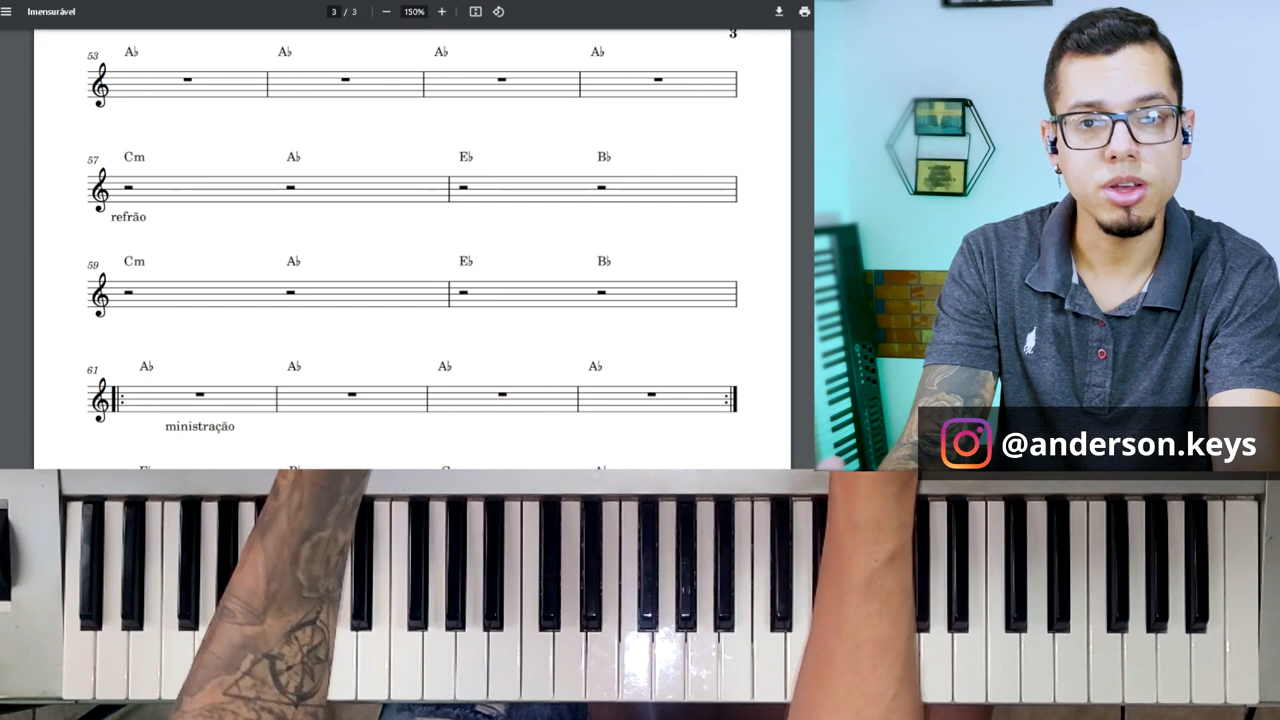 Imensurável
3 / 3
150%
3
53
A♭ A♭ A♭ A♭
57
Cm A♭ E♭ B♭
refrão
59
Cm A♭ E♭ B♭
61
A♭ A♭ A♭ A♭
ministração
@anderson.keys